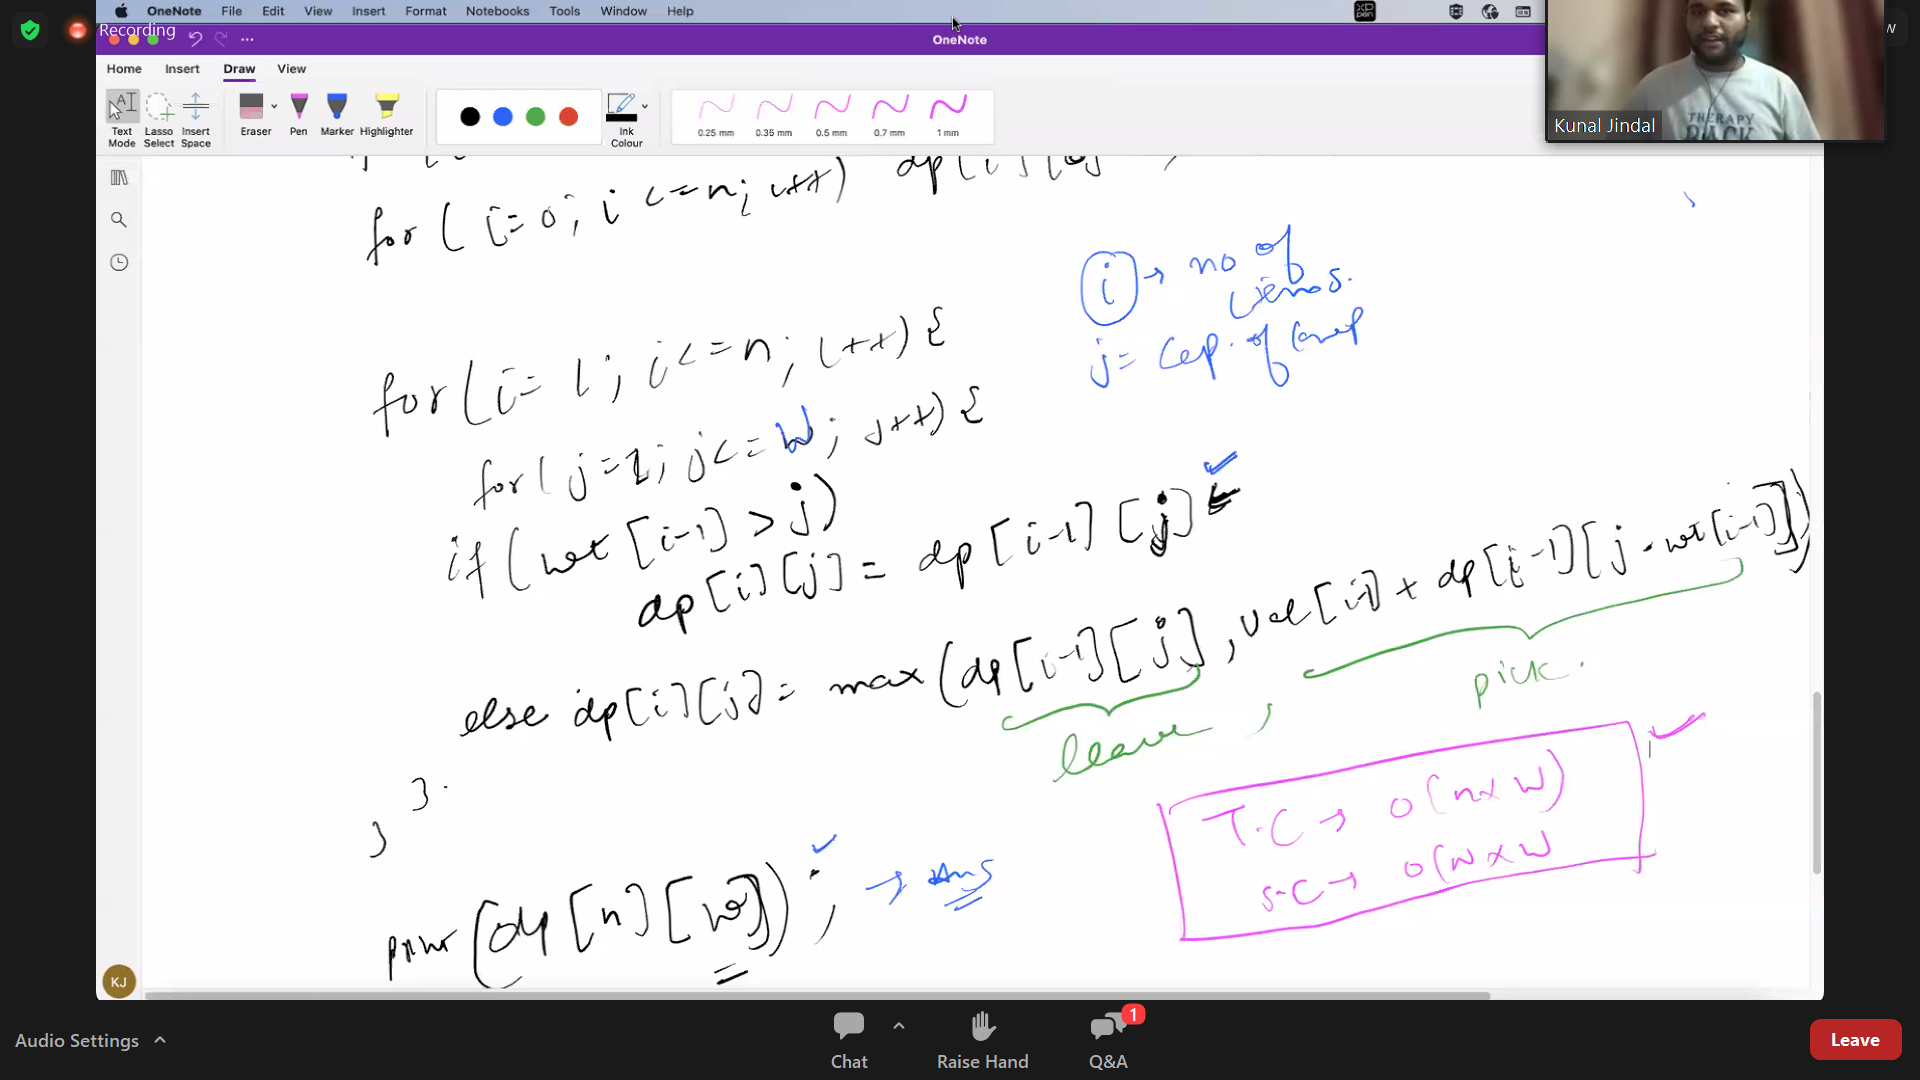 OneNote File Edit View Insert Format Notebooks Tools Window Help
Recording
OneNote
W
Home Insert Draw View
Text Mode Lasso Select Insert Space Eraser Pen Marker Highlighter Ink Colour 0.25 mm 0.35 mm 0.5 mm 0.7 mm 1 mm
Kunal Jindal
THERAPY
dp[i][0]
for ( i=0; i<=n; i++)
i → no of items.
j = cap. of knap
for ( i= 1; i<=n; i++) {
for ( j=1; j<= W; j++) {
if ( wt [i-1] > j)
dp[i][j] = dp[i-1][j]
else dp[i][j] = max (dp[i-1][j], val[i-1] + dp[i-1][j - wt[i-1]])
leave , pick.
}
}
T.C → O(n x W)
S.C → O(N x W
print (dp [n] [W]) ; → Ans
KJ
Audio Settings Chat Raise Hand Q&A 1 Leave